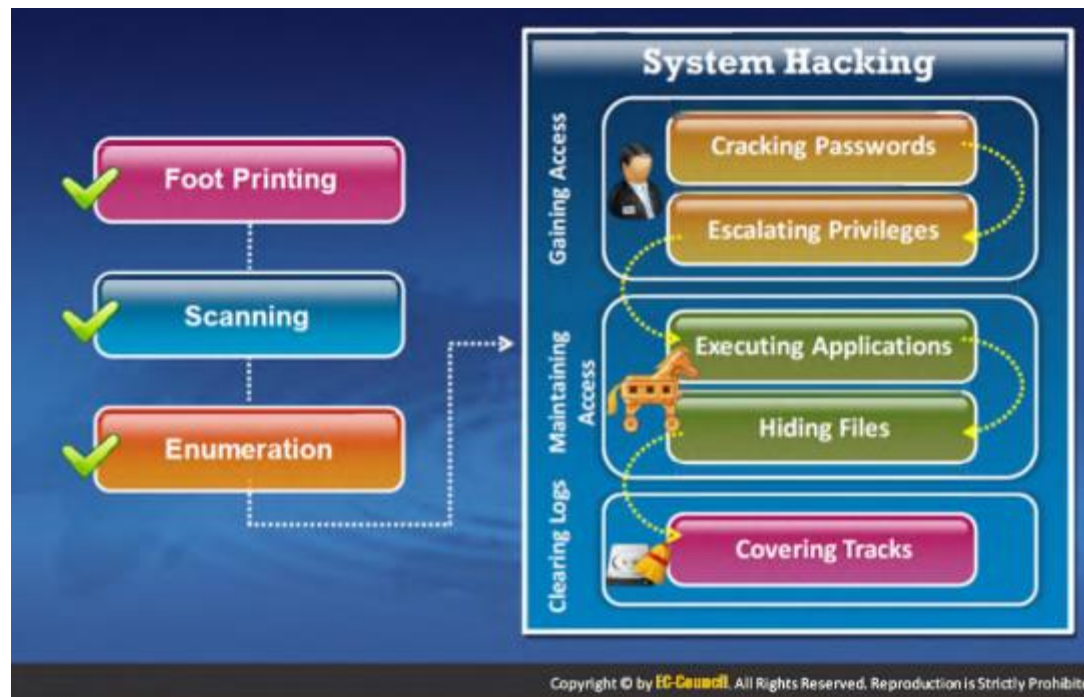 System Hacking
Foot Printing
Scanning
Enumeration
Gaining Access
Cracking Passwords
Escalating Privileges
Maintaining
Access
Executing Applications
Hiding Files
Clearing Logs
Covering Tracks
Copyright © by EC-Council. All Rights Reserved. Reproduction is Strictly Prohibite